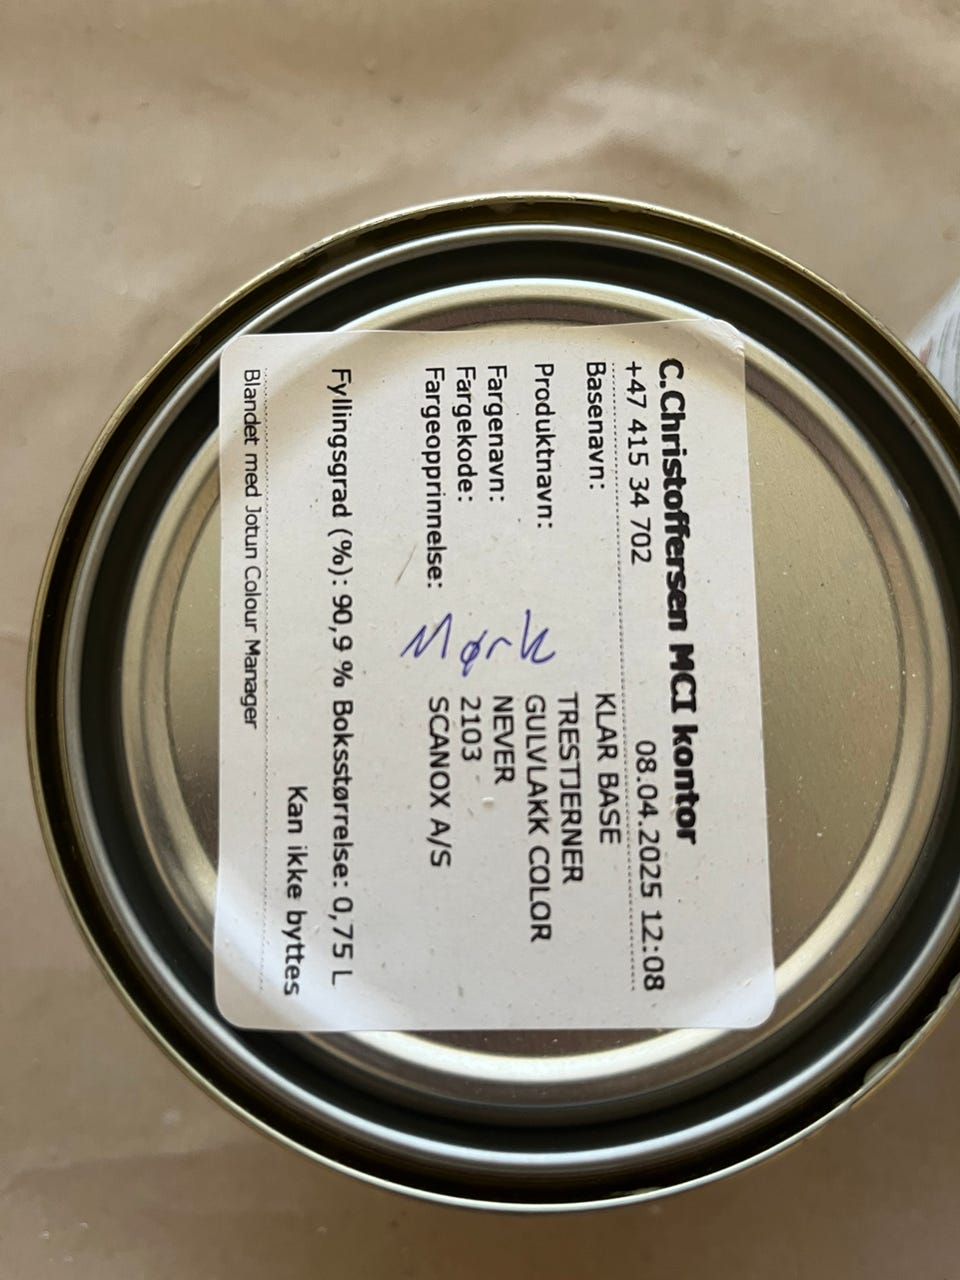 C.Christoffersen MCI kontor
+47 415 34 702 08.04.2025 12:08
Basenavn: KLAR BASE
Produktnavn: TRESTJERNER
GULVLAKK COLOR
Fargenavn: NEVER
Fargekode: 2103
Fargeopprinnelse: SCANOX A/S
Mørk
Fyllingsgrad (%): 90,9 % Boksstørrelse: 0,75 L
Kan ikke byttes
Blandet med Jotun Colour Manager